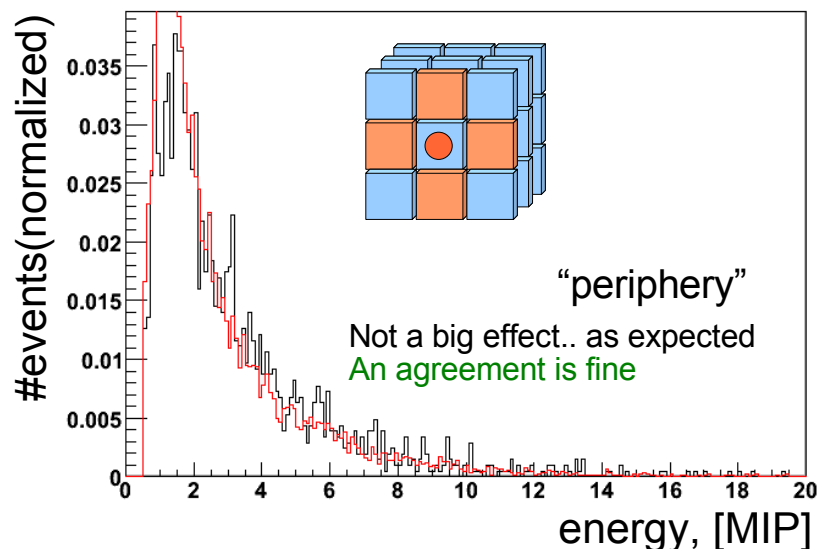 #events(normalized)
0.035
0.03
0.025
0.02
0.015
0.01
0.005
0
0 2 4 6 8 10 12 14 16 18 20
energy, [MIP]
“periphery”
Not a big effect.. as expected
An agreement is fine